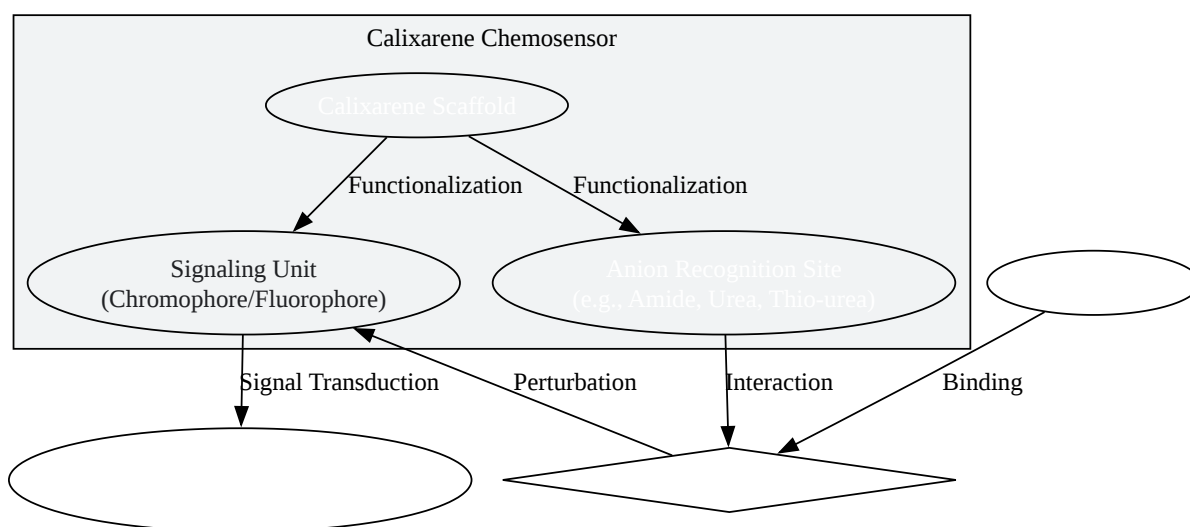 Calixarene Chemosensor
Calixarene Scaffold
Functionalization
Functionalization
Signaling Unit
(Chromophore/Fluorophore)
Anion Recognition Site
(e.g., Amide, Urea, Thio-urea)
Signal Transduction
Perturbation
Interaction
Binding